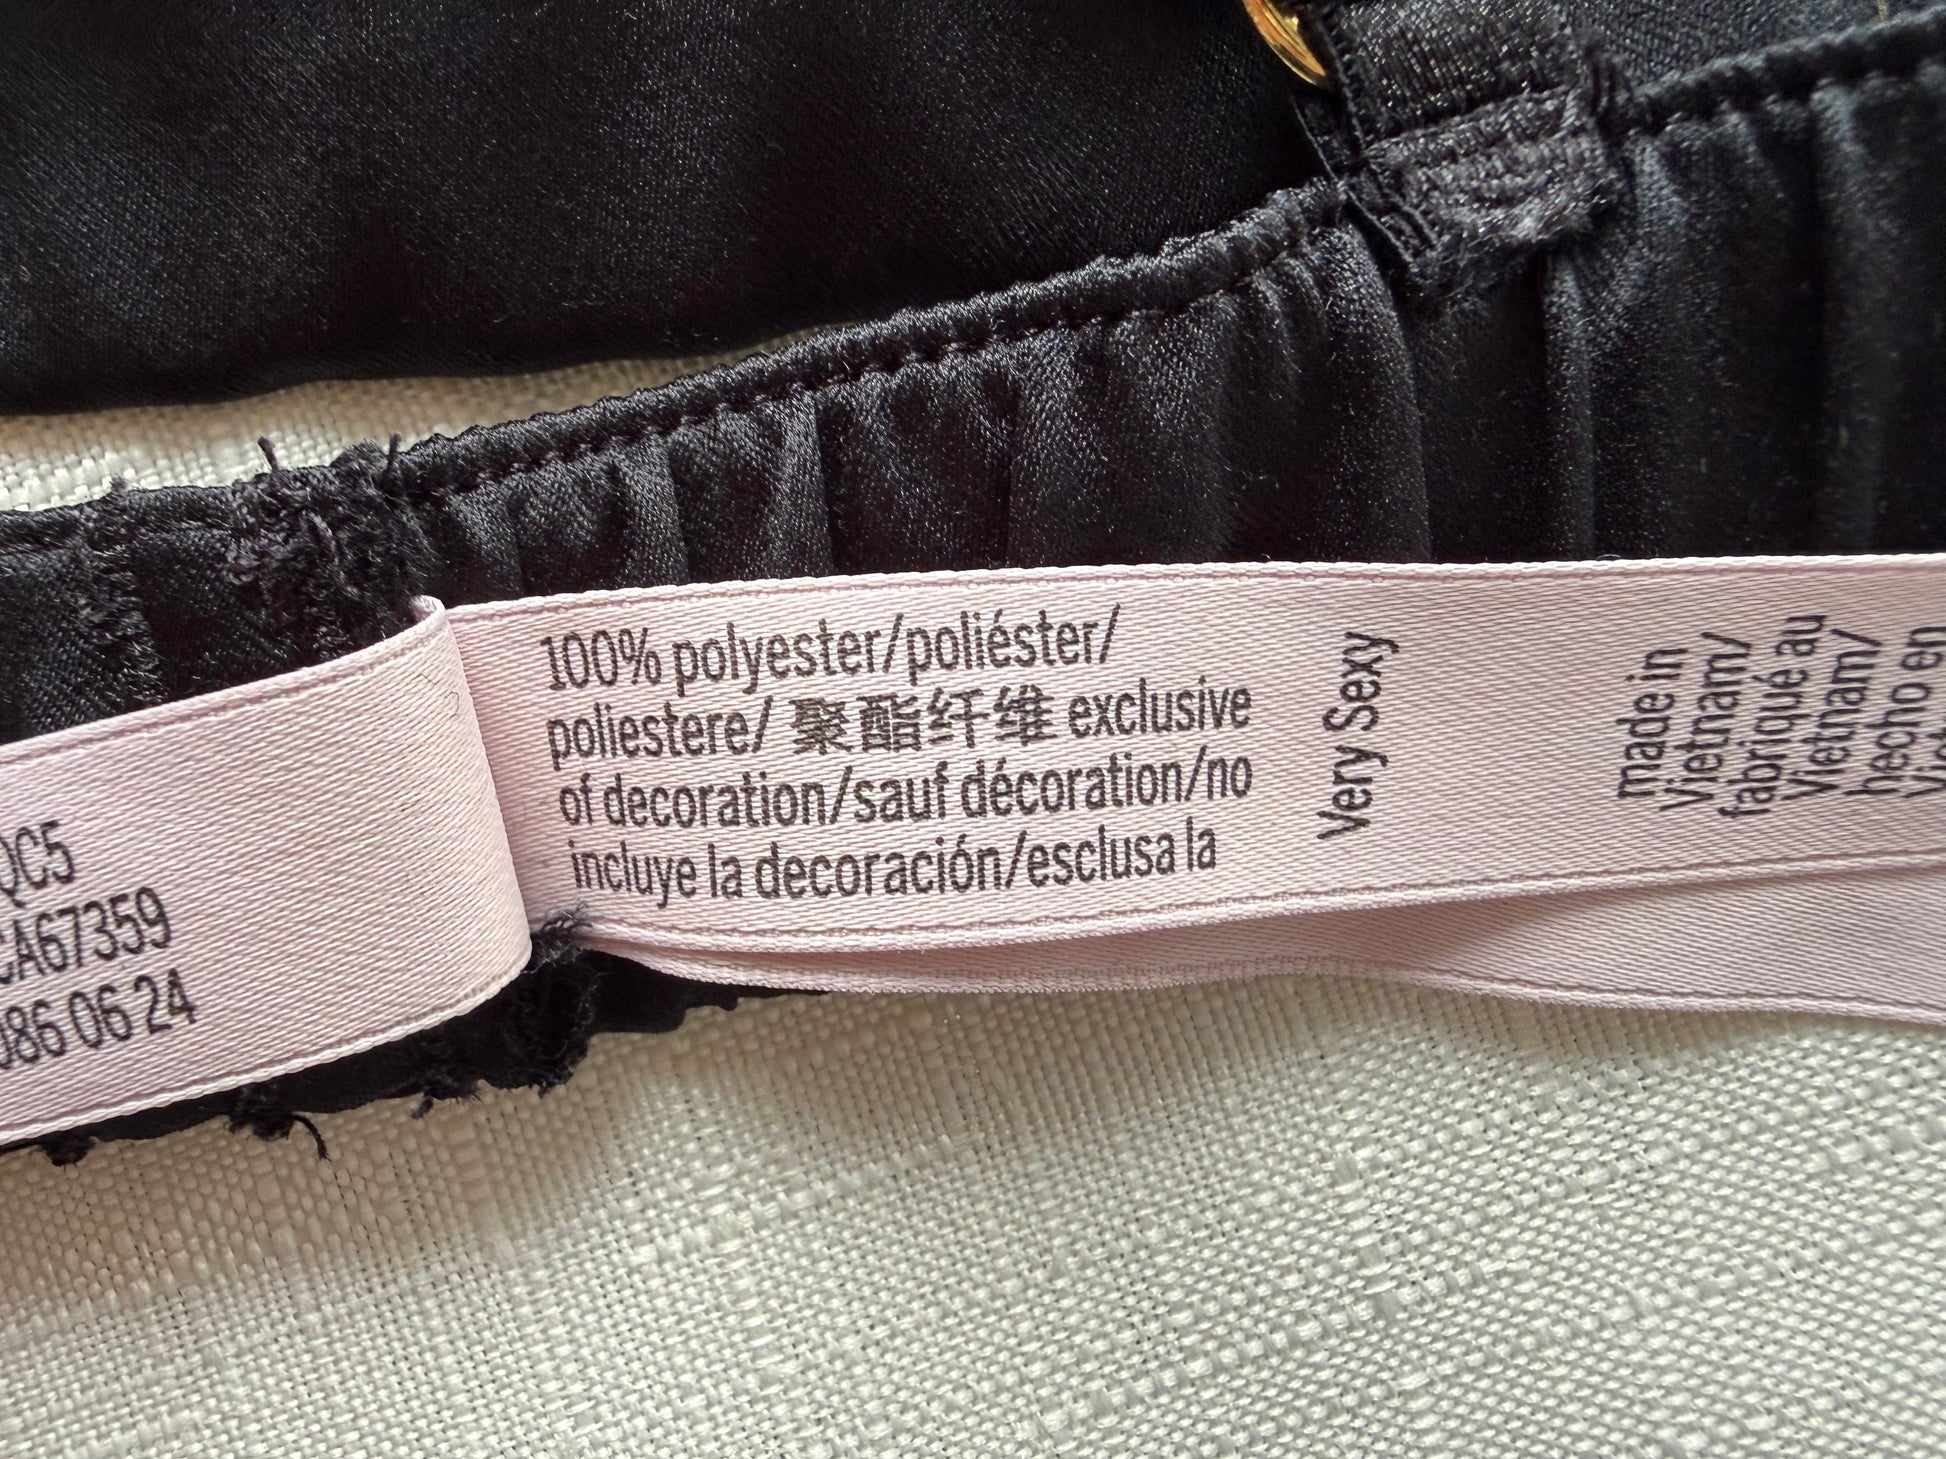 100% polyester/poliéster/
poliestere/ 聚酯纤维 exclusive
of decoration/sauf décoration/no
incluye la decoración/esclusa la
Very Sexy
made in
Vietnam/
fabriqué au
Vietnam/
hecho en
QC5
CA67359
086 06 24